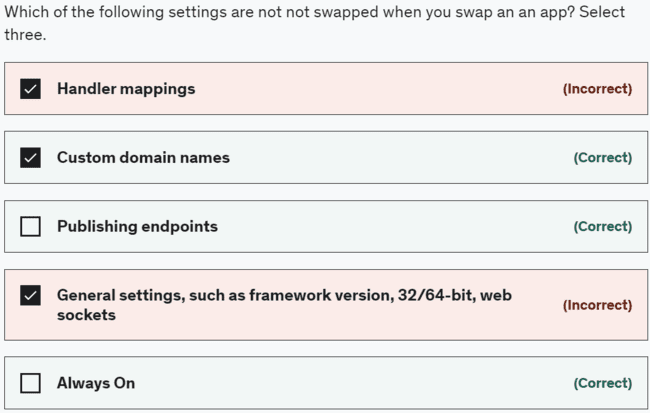 Which of the following settings are not not swapped when you swap an an app? Select
three.
Handler mappings (Incorrect)
Custom domain names (Correct)
Publishing endpoints (Correct)
General settings, such as framework version, 32/64-bit, web
sockets (Incorrect)
Always On (Correct)